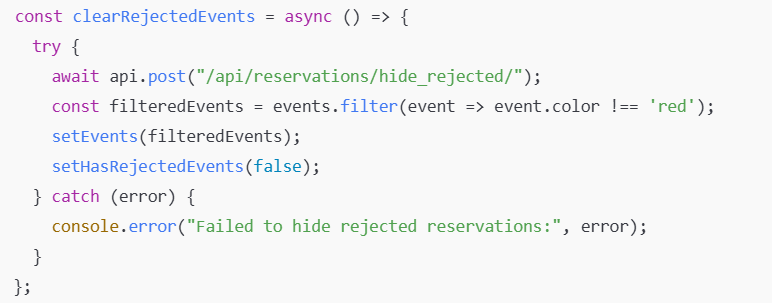 const clearRejectedEvents = async () => {
  try {
    await api.post("/api/reservations/hide_rejected/");
    const filteredEvents = events.filter(event => event.color !== 'red');
    setEvents(filteredEvents);
    setHasRejectedEvents(false);
  } catch (error) {
    console.error("Failed to hide rejected reservations:", error);
  }
};